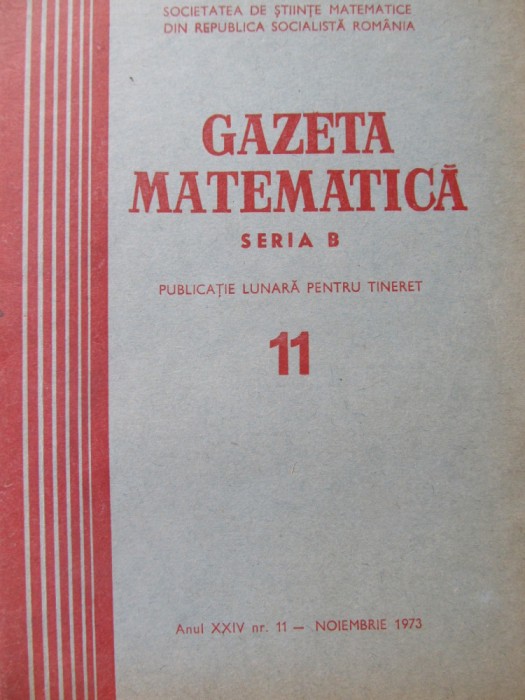 SOCIETATEA DE ȘTIINȚE MATEMATICE
DIN REPUBLICA SOCIALISTĂ ROMÂNIA
GAZETA
MATEMATICĂ
SERIA B
PUBLICAȚIE LUNARĂ PENTRU TINERET
11
Anul XXIV nr. 11 — NOIEMBRIE 1973